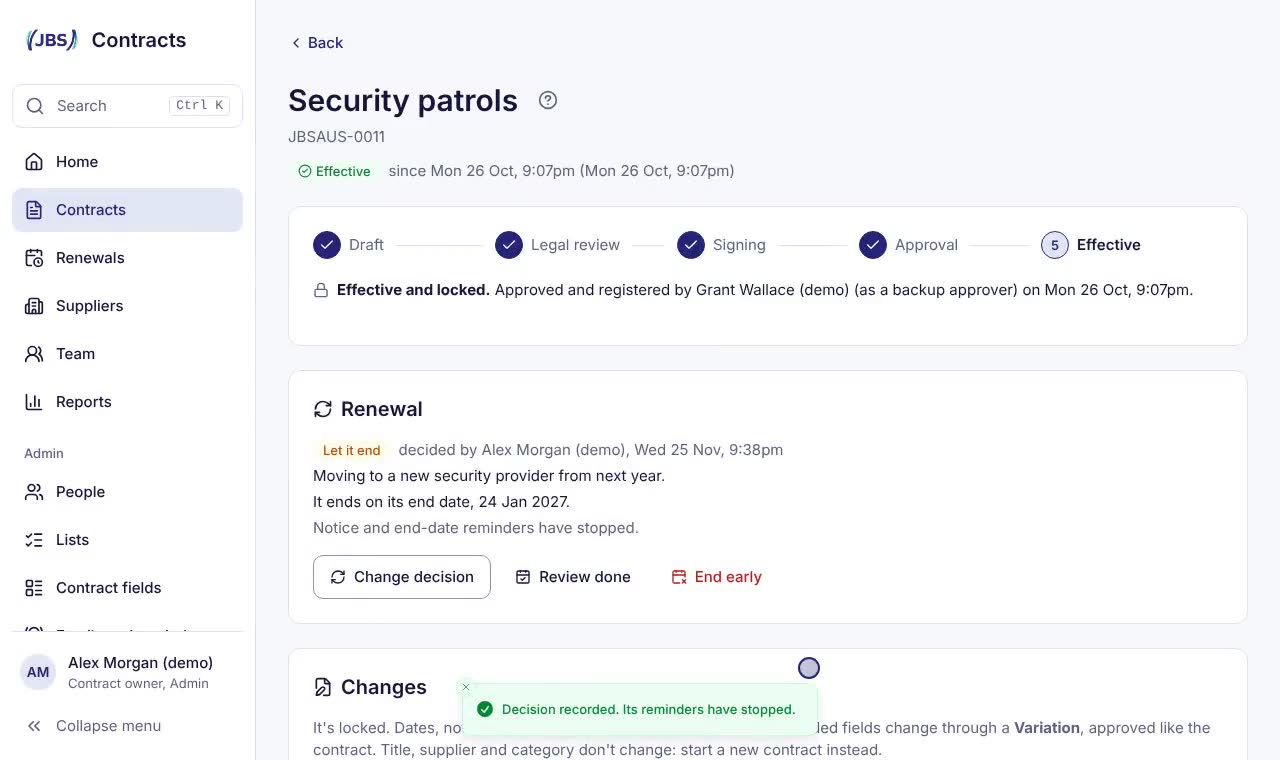 JBS Contracts
Search Ctrl K
Home
Contracts
Renewals
Suppliers
Team
Reports
Admin
People
Lists
Contract fields
AM Alex Morgan (demo)
Contract owner, Admin
Collapse menu
Back
Security patrols
JBSAUS-0011
Effective since Mon 26 Oct, 9:07pm (Mon 26 Oct, 9:07pm)
Draft Legal review Signing Approval 5 Effective
Effective and locked. Approved and registered by Grant Wallace (demo) (as a backup approver) on Mon 26 Oct, 9:07pm.
Renewal
Let it end decided by Alex Morgan (demo), Wed 25 Nov, 9:38pm
Moving to a new security provider from next year.
It ends on its end date, 24 Jan 2027.
Notice and end-date reminders have stopped.
Change decision Review done End early
Changes
Decision recorded. Its reminders have stopped.
It's locked. Dates, fields change through a Variation, approved like the
contract. Title, supplier and category don't change: start a new contract instead.